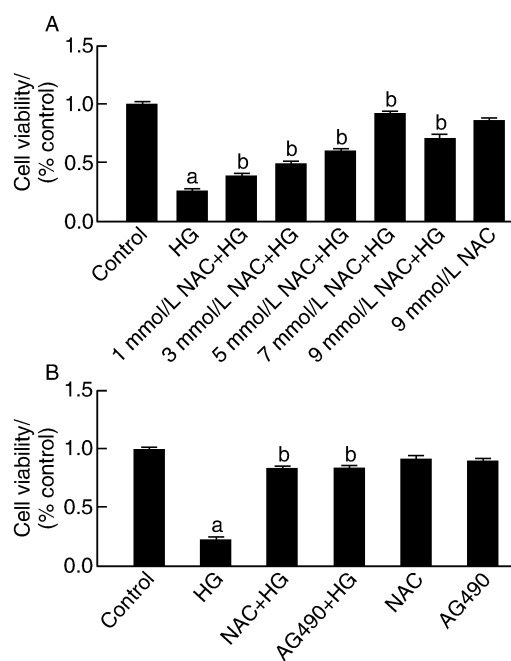 A
Cell viability/
(% control)
1.5
1.0
0.5
0.0
a
b
b
b
b
b
Control
HG
1 mmol/L NAC+HG
3 mmol/L NAC+HG
5 mmol/L NAC+HG
7 mmol/L NAC+HG
9 mmol/L NAC+HG
9 mmol/L NAC
B
Cell viability/
(% control)
1.5
1.0
0.5
0.0
a
b
b
Control
HG
NAC+HG
AG490+HG
NAC
AG490